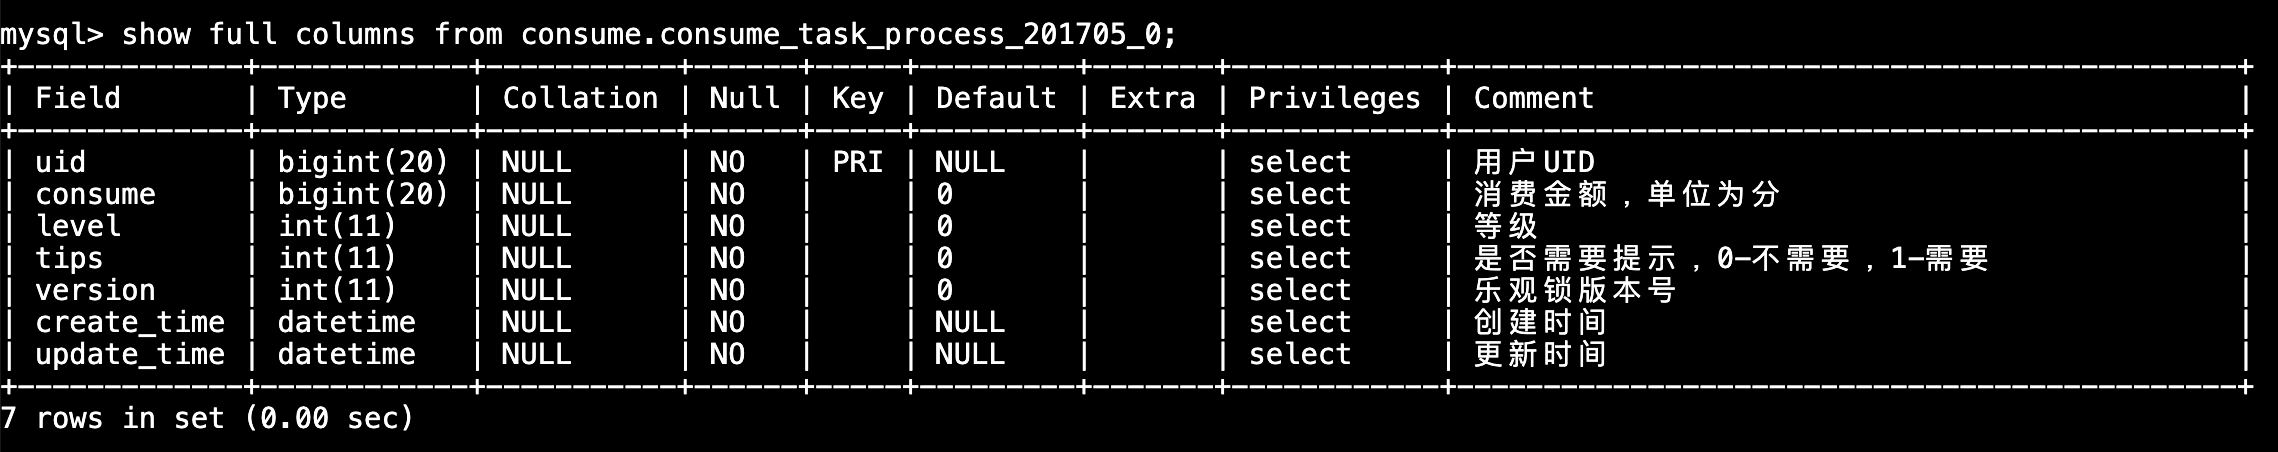 mysql> show full columns from consume.consume_task_process_201705_0;
+-------------+------------+-----------+------+-----+---------+-------+------------+---------------------------------------------+
| Field       | Type       | Collation | Null | Key | Default | Extra | Privileges | Comment                                     |
+-------------+------------+-----------+------+-----+---------+-------+------------+---------------------------------------------+
| uid         | bigint(20) | NULL      | NO   | PRI | NULL    |       | select     | 用户UID                                     |
| consume     | bigint(20) | NULL      | NO   |     | 0       |       | select     | 消费金额，单位为分                          |
| level       | int(11)    | NULL      | NO   |     | 0       |       | select     | 等级                                        |
| tips        | int(11)    | NULL      | NO   |     | 0       |       | select     | 是否需要提示，0-不需要，1-需要              |
| version     | int(11)    | NULL      | NO   |     | 0       |       | select     | 乐观锁版本号                                |
| create_time | datetime   | NULL      | NO   |     | NULL    |       | select     | 创建时间                                    |
| update_time | datetime   | NULL      | NO   |     | NULL    |       | select     | 更新时间                                    |
+-------------+------------+-----------+------+-----+---------+-------+------------+---------------------------------------------+
7 rows in set (0.00 sec)